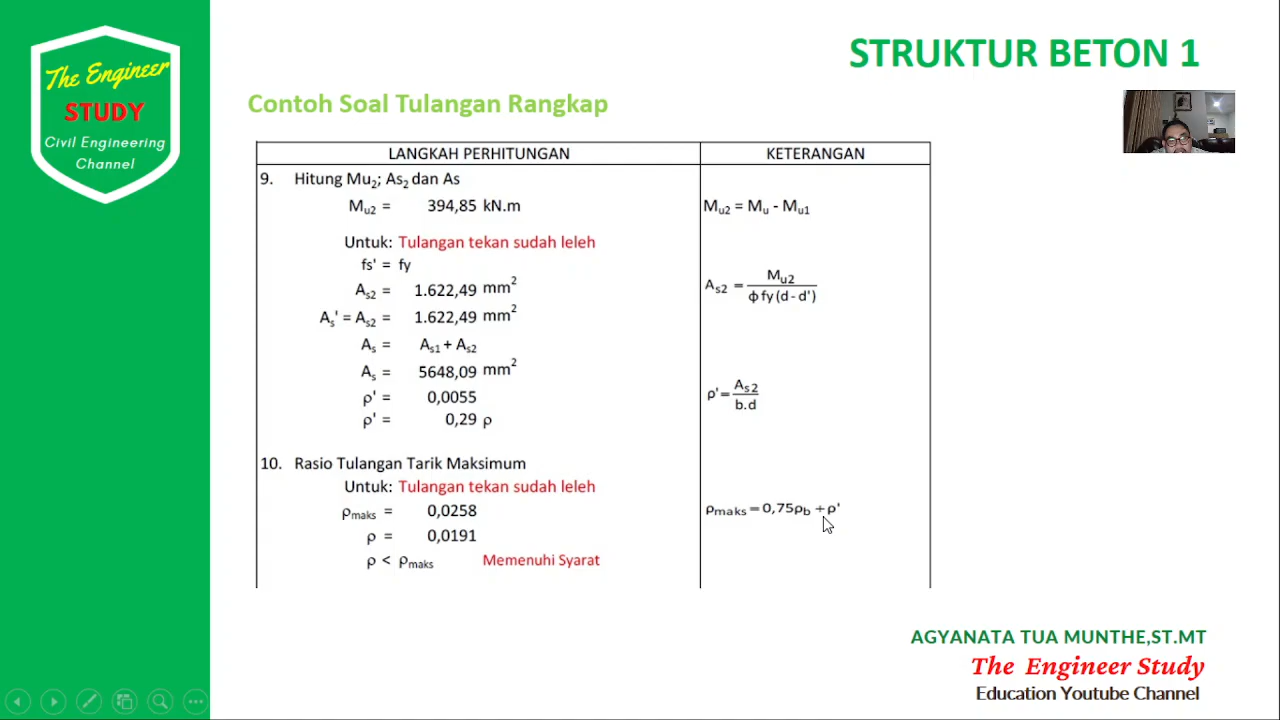 The Engineer
STUDY
Civil Engineering
Channel
STRUKTUR BETON 1
Contoh Soal Tulangan Rangkap
LANGKAH PERHITUNGAN KETERANGAN
9. Hitung Mu₂; As₂ dan As
Mᵤ₂ = 394,85 kN.m Mᵤ₂ = Mᵤ - Mᵤ₁
Untuk: Tulangan tekan sudah leleh
fs' = fy
Aₛ₂ = 1.622,49 mm² Aₛ₂ = Mᵤ₂ / ϕ fy (d - d')
Aₛ' = Aₛ₂ = 1.622,49 mm²
Aₛ = Aₛ₁ + Aₛ₂
Aₛ = 5648,09 mm²
ρ' = 0,0055 ρ' = Aₛ₂ / b.d
ρ' = 0,29 ρ
10. Rasio Tulangan Tarik Maksimum
Untuk: Tulangan tekan sudah leleh
ρmaks = 0,0258 ρmaks = 0,75ρb + ρ'
ρ = 0,0191
ρ < ρmaks Memenuhi Syarat
AGYANATA TUA MUNTHE,ST.MT
The Engineer Study
Education Youtube Channel